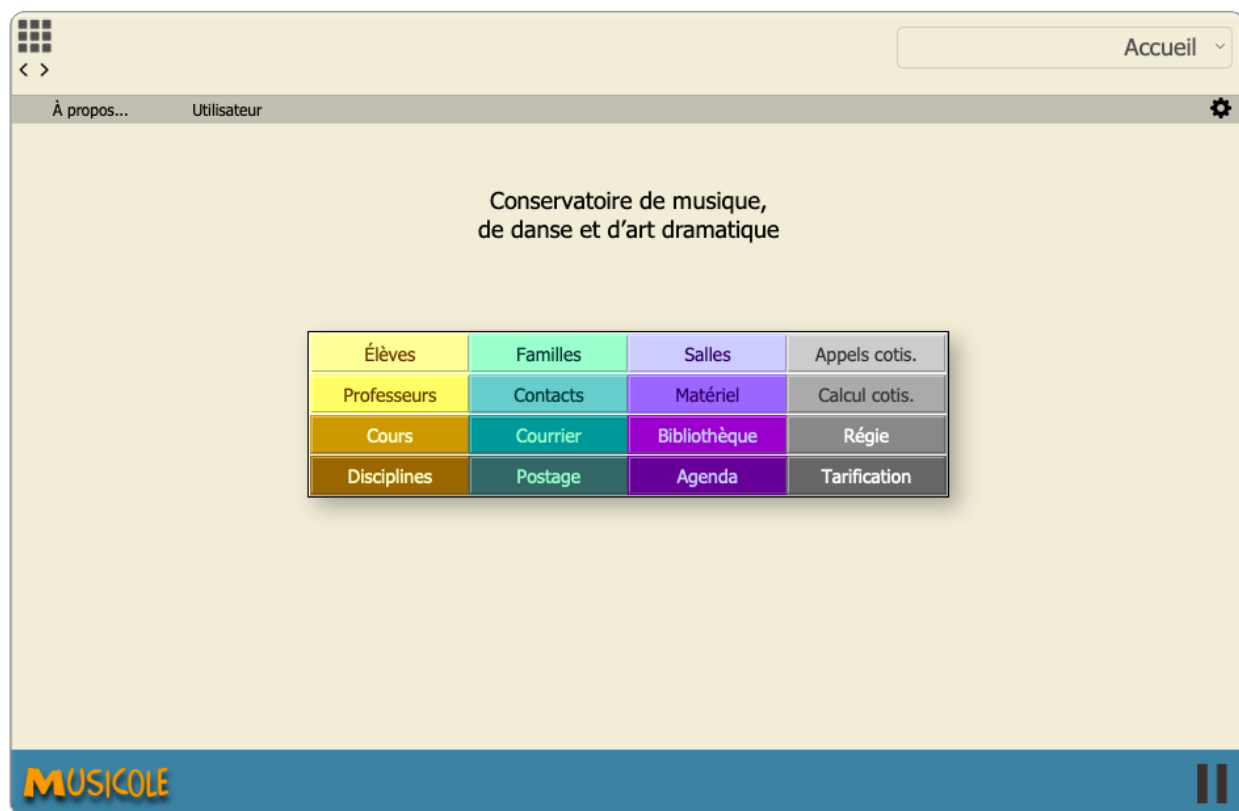 Accueil
À propos... Utilisateur
Conservatoire de musique,
de danse et d’art dramatique
Élèves Familles Salles Appels cotis.
Professeurs Contacts Matériel Calcul cotis.
Cours Courrier Bibliothèque Régie
Disciplines Postage Agenda Tarification
MUSICOLE